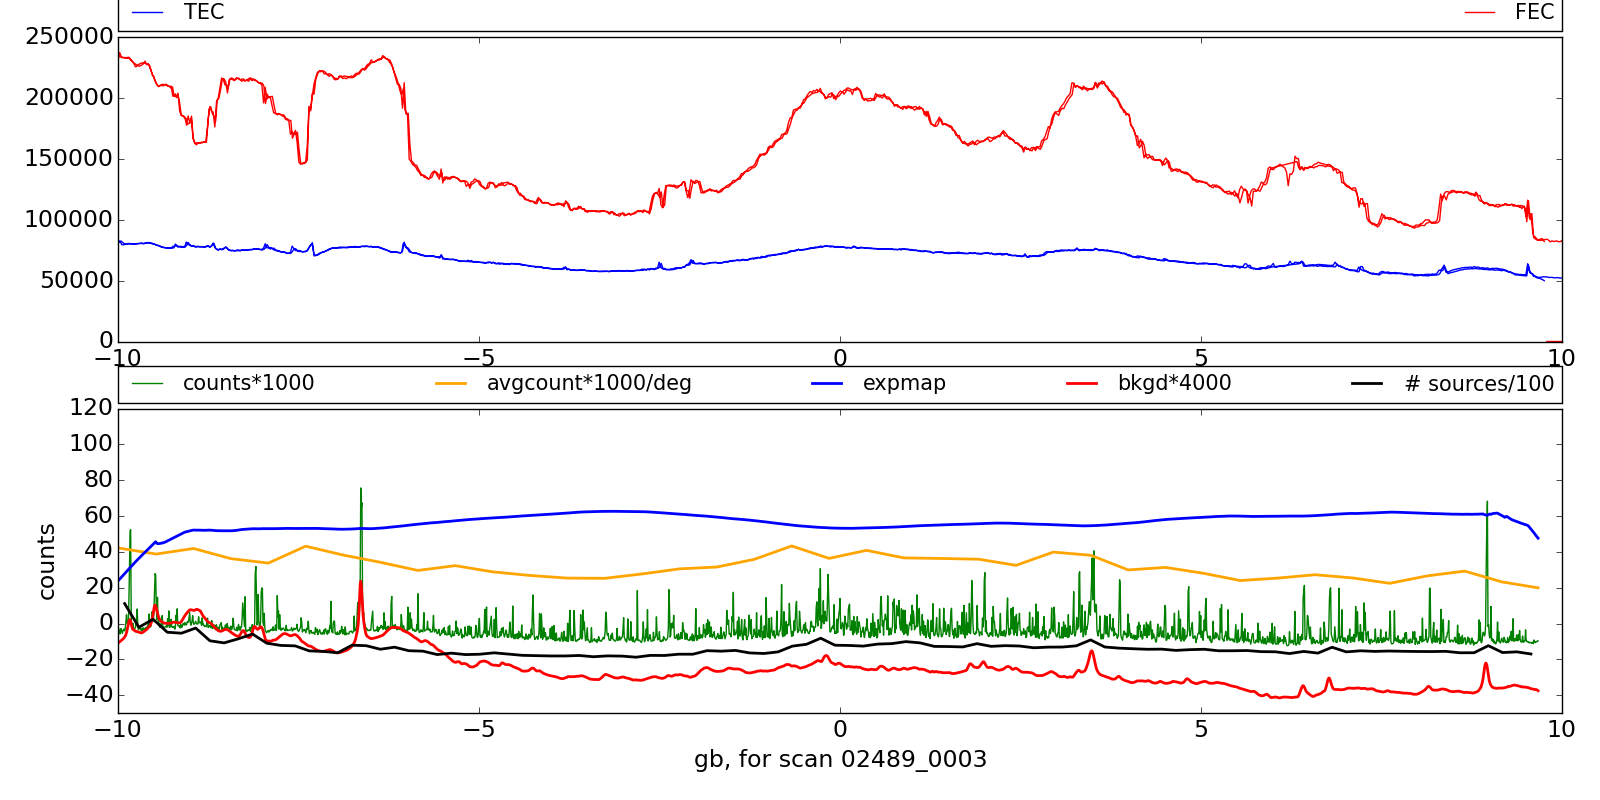 TEC FEC
250000
200000
150000
100000
50000
0
−10 −5 0 5 10
counts*1000 avgcount*1000/deg expmap bkgd*4000 # sources/100
120
100
80
60
40
20
0
−20
−40
counts
−10 −5 0 5 10
gb, for scan 02489_0003